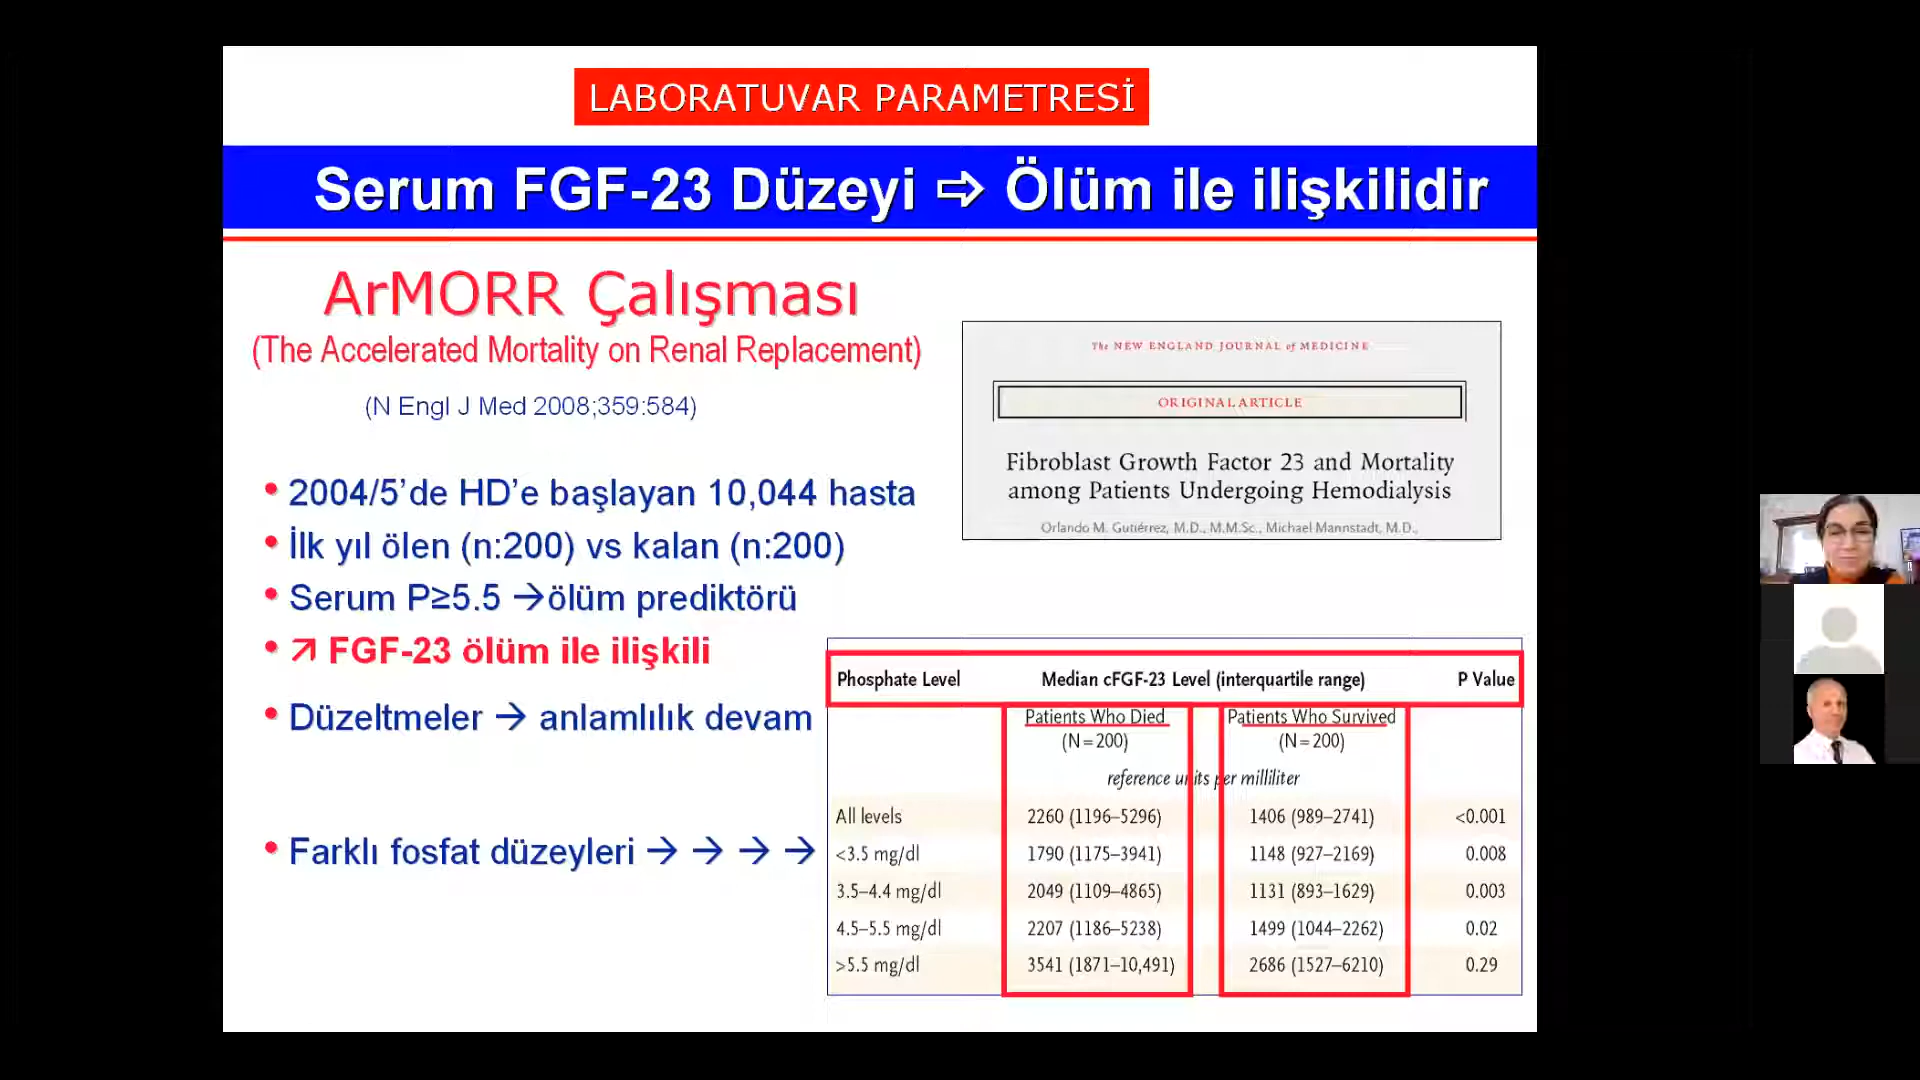 LABORATUVAR PARAMETRESİ
Serum FGF-23 Düzeyi ⇨ Ölüm ile ilişkilidir
ArMORR Çalışması
(The Accelerated Mortality on Renal Replacement)
(N Engl J Med 2008;359:584)
• 2004/5’de HD’e başlayan 10,044 hasta
• İlk yıl ölen (n:200) vs kalan (n:200)
• Serum P≥5.5 →ölüm prediktörü
• ↗ FGF-23 ölüm ile ilişkili
• Düzeltmeler → anlamlılık devam
• Farklı fosfat düzeyleri → → → →
The NEW ENGLAND JOURNAL of MEDICINE
ORIGINAL ARTICLE
Fibroblast Growth Factor 23 and Mortality
among Patients Undergoing Hemodialysis
Orlando M. Gutiérrez, M.D., M.M.Sc., Michael Mannstadt, M.D.,
Phosphate Level Median cFGF-23 Level (interquartile range) P Value
Patients Who Died Patients Who Survived
(N=200) (N=200)
reference units per milliliter
All levels 2260 (1196–5296) 1406 (989–2741) <0.001
<3.5 mg/dl 1790 (1175–3941) 1148 (927–2169) 0.008
3.5–4.4 mg/dl 2049 (1109–4865) 1131 (893–1629) 0.003
4.5–5.5 mg/dl 2207 (1186–5238) 1499 (1044–2262) 0.02
>5.5 mg/dl 3541 (1871–10,491) 2686 (1527–6210) 0.29